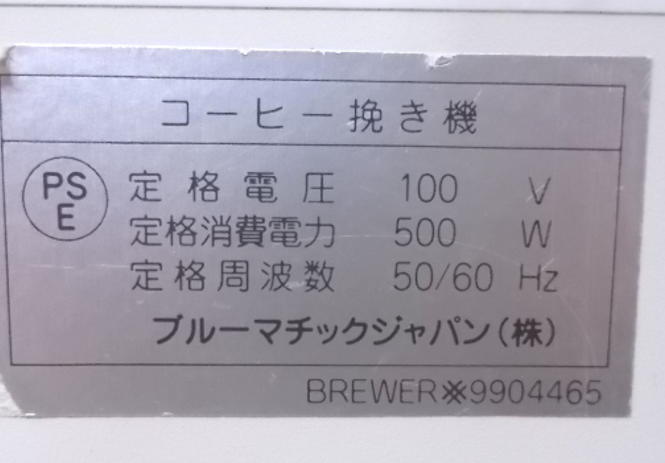 コーヒー挽き機
PS
E
定格電圧 100 V
定格消費電力 500 W
定格周波数 50/60 Hz
ブルーマチックジャパン(株)
BREWER※9904465